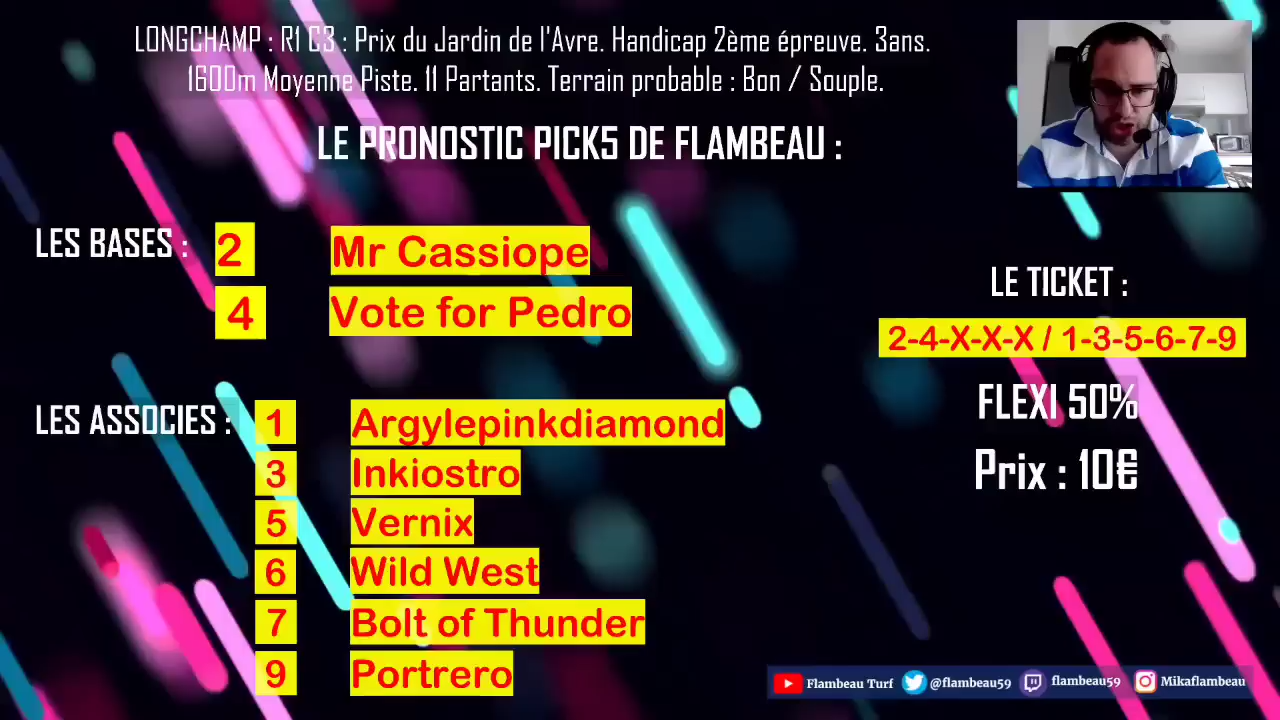 LONGCHAMP : R1 C3 : Prix du Jardin de l'Avre. Handicap 2ème épreuve. 3ans.
1600m Moyenne Piste. 11 Partants. Terrain probable : Bon / Souple.
LE PRONOSTIC PICK5 DE FLAMBEAU :
LES BASES : 2 Mr Cassiope
4 Vote for Pedro
LE TICKET :
2-4-X-X-X / 1-3-5-6-7-9
FLEXI 50%
Prix : 10€
LES ASSOCIES : 1 Argylepinkdiamond
3 Inkiostro
5 Vernix
6 Wild West
7 Bolt of Thunder
9 Portrero
Flambeau Turf @flambeau59 flambeau59 Mikaflambeau